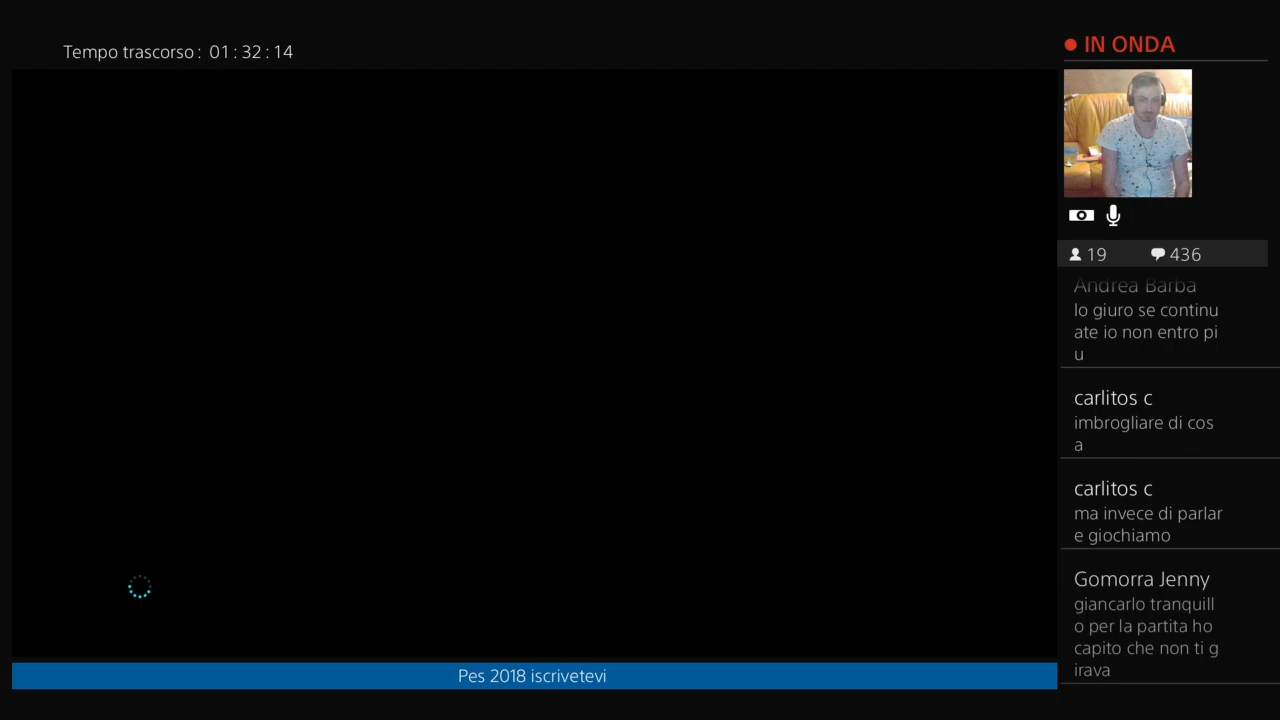 Tempo trascorso: 01:32:14
IN ONDA
19 436
Andrea Barba
lo giuro se continu
ate io non entro pi
u
carlitos c
imbrogliare di cos
a
carlitos c
ma invece di parlar
e giochiamo
Gomorra Jenny
giancarlo tranquill
o per la partita ho
capito che non ti g
irava
Pes 2018 iscrivetevi